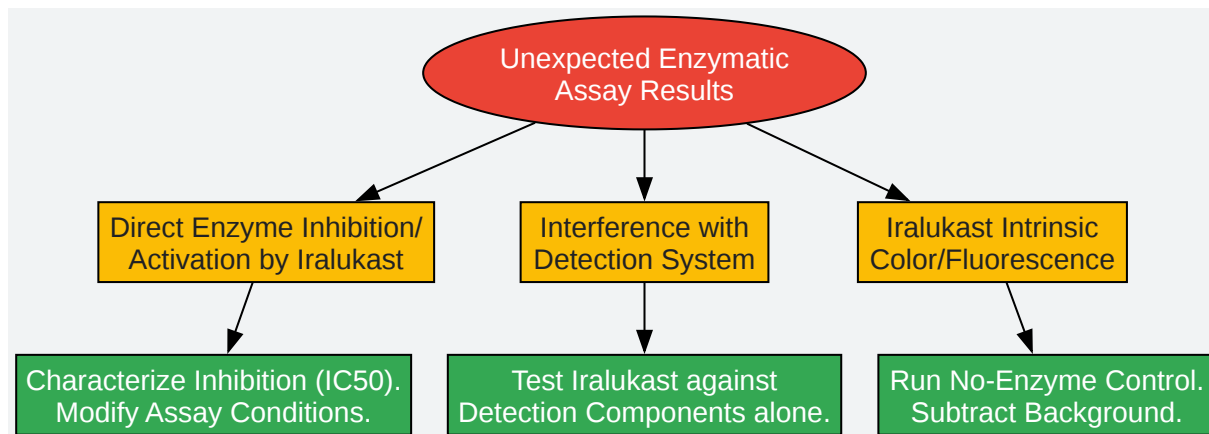 Unexpected Enzymatic
Assay Results
Direct Enzyme Inhibition/
Activation by Iralukast
Interference with
Detection System
Iralukast Intrinsic
Color/Fluorescence
Characterize Inhibition (IC50).
Modify Assay Conditions.
Test Iralukast against
Detection Components alone.
Run No-Enzyme Control.
Subtract Background.